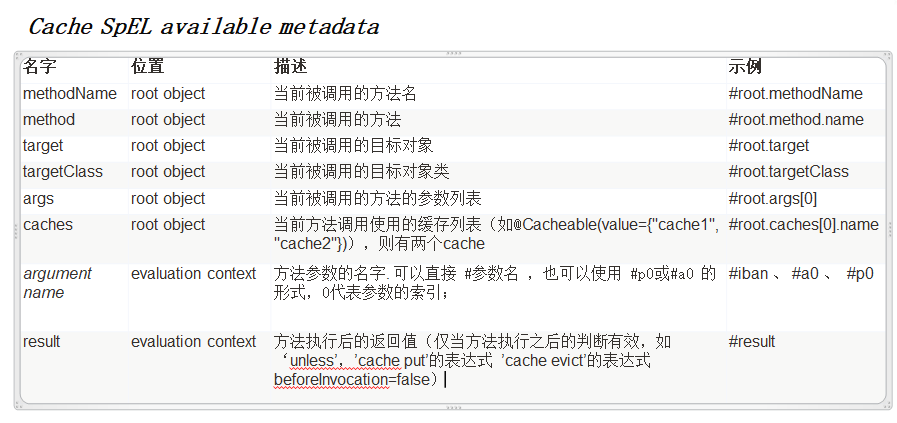 Cache SpEL available metadata
名字 位置 描述 示例
methodName root object 当前被调用的方法名 #root.methodName
method root object 当前被调用的方法 #root.method.name
target root object 当前被调用的目标对象 #root.target
targetClass root object 当前被调用的目标对象类 #root.targetClass
args root object 当前被调用的方法的参数列表 #root.args[0]
caches root object 当前方法调用使用的缓存列表（如@Cacheable(value={"cache1", #root.caches[0].name
"cache2"})），则有两个cache
argument evaluation context 方法参数的名字. 可以直接 #参数名 ，也可以使用 #p0或#a0 的 #iban 、 #a0 、 #p0
name 形式，0代表参数的索引；
result evaluation context 方法执行后的返回值（仅当方法执行之后的判断有效，如 #result
‘unless’，’cache put’的表达式 ’cache evict’的表达式
beforeInvocation=false）